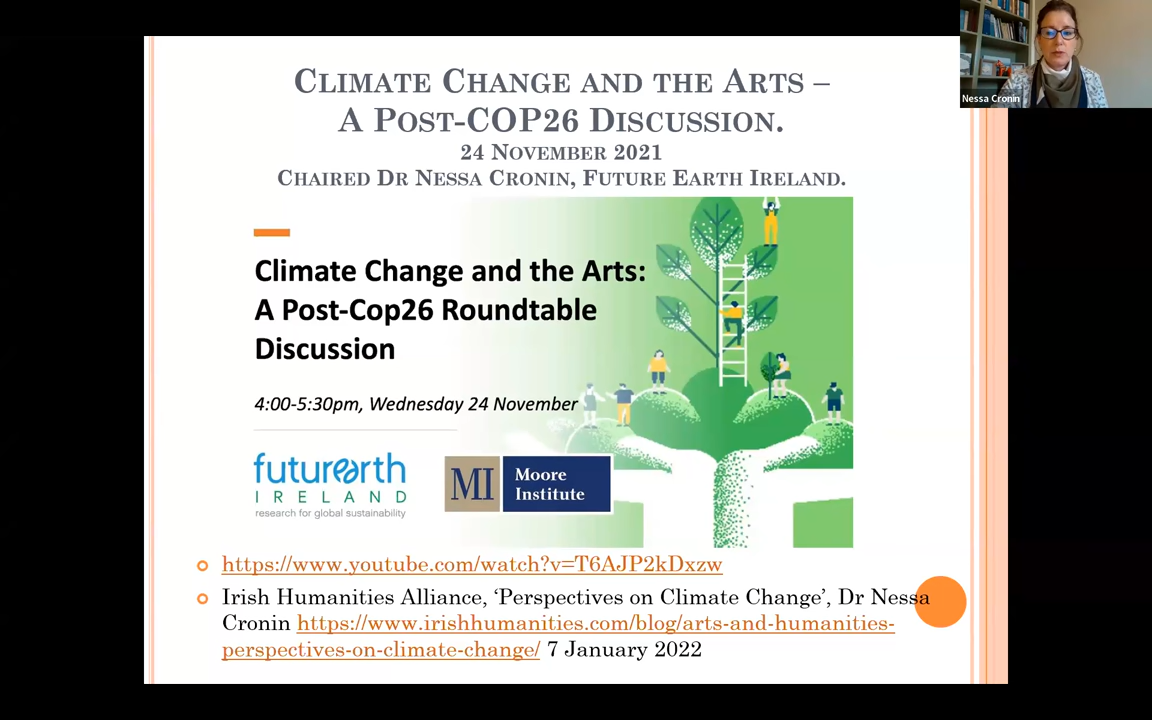 CLIMATE CHANGE AND THE ARTS –
A POST-COP26 DISCUSSION.
24 NOVEMBER 2021
CHAIRED DR NESSA CRONIN, FUTURE EARTH IRELAND.
Nessa Cronin
Climate Change and the Arts:
A Post-Cop26 Roundtable
Discussion
4:00-5:30pm, Wednesday 24 November
futurearth
IRELAND
research for global sustainability
MI Moore
Institute
https://www.youtube.com/watch?v=T6AJP2kDxzw
Irish Humanities Alliance, ‘Perspectives on Climate Change’, Dr Nessa
Cronin https://www.irishhumanities.com/blog/arts-and-humanities-
perspectives-on-climate-change/ 7 January 2022